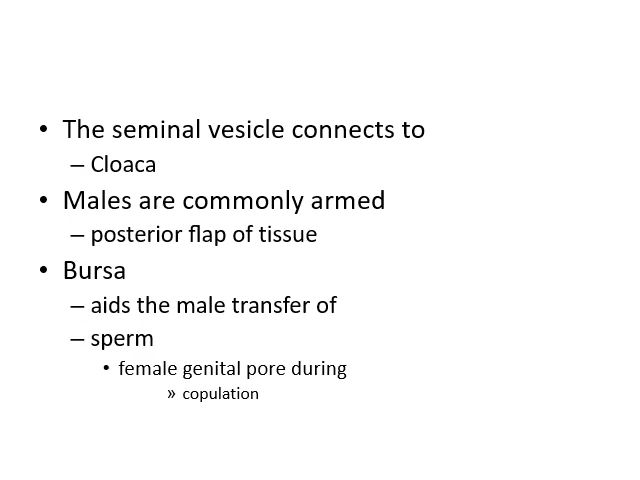 • The seminal vesicle connects to
– Cloaca
• Males are commonly armed
– posterior flap of tissue
• Bursa
– aids the male transfer of
– sperm
• female genital pore during
» copulation